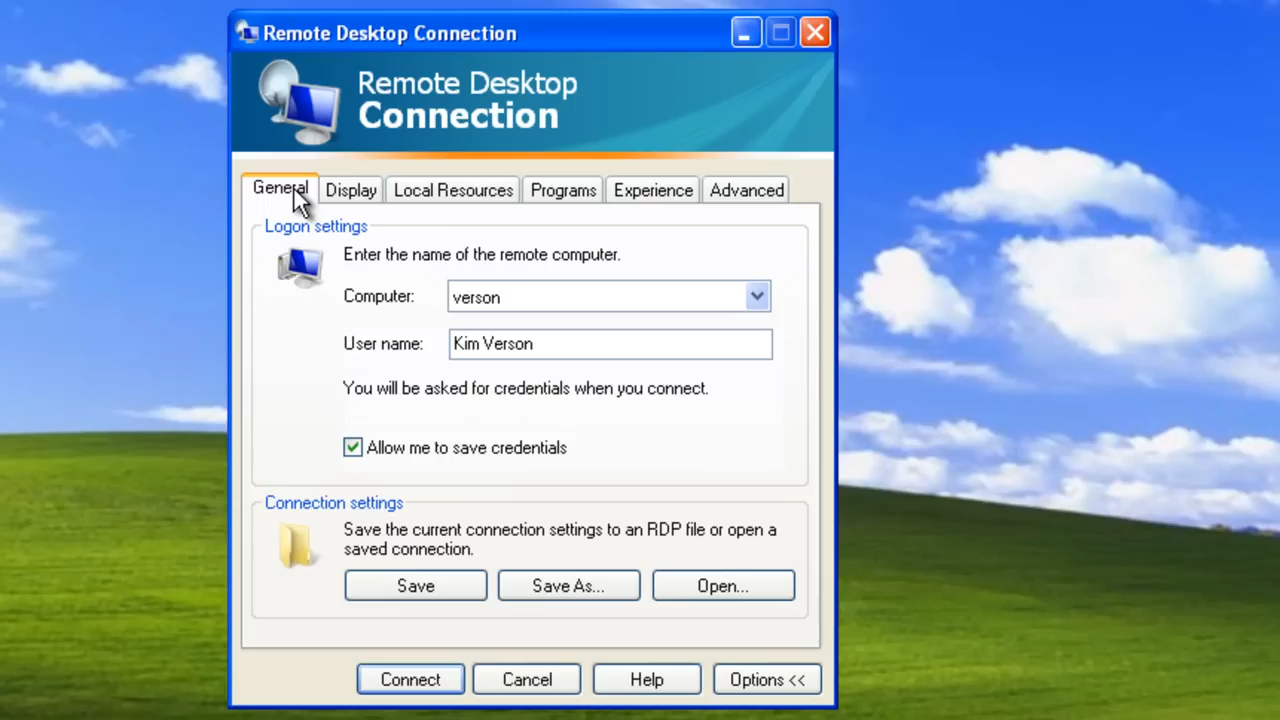 Remote Desktop Connection
Remote Desktop
Connection
General Display Local Resources Programs Experience Advanced
Logon settings
Enter the name of the remote computer.
Computer: verson
User name: Kim Verson
You will be asked for credentials when you connect.
Allow me to save credentials
Connection settings
Save the current connection settings to an RDP file or open a
saved connection.
Save Save As... Open...
Connect Cancel Help Options <<